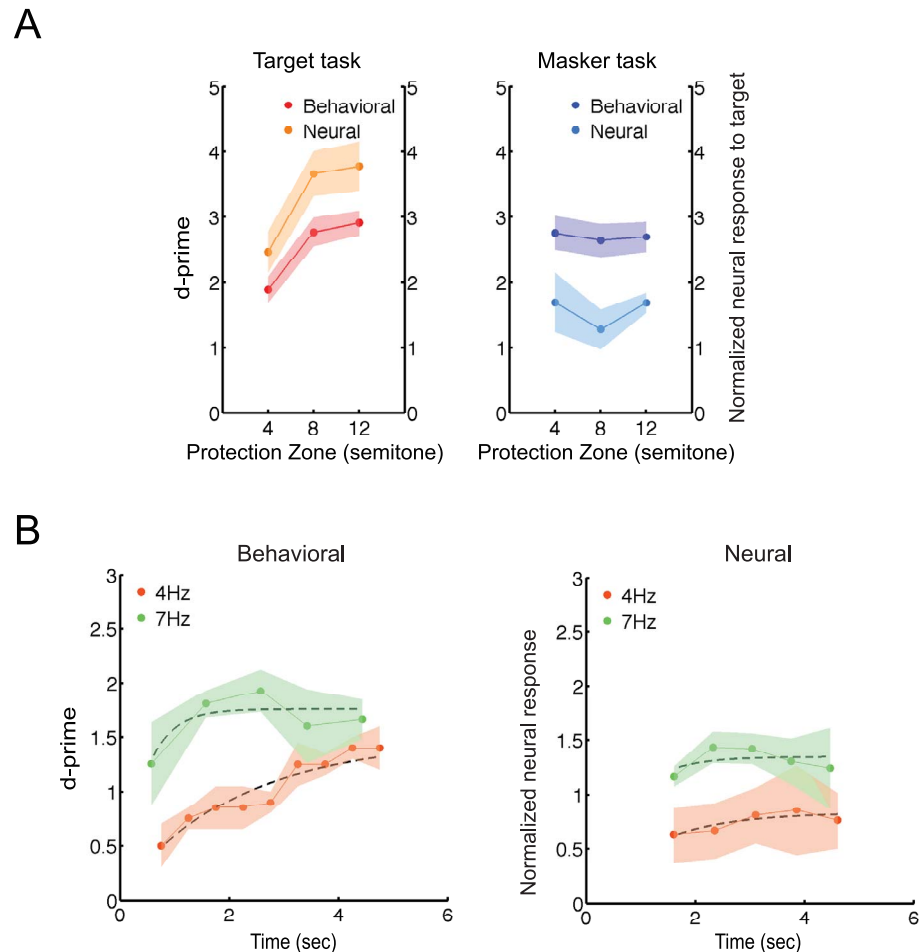 A
Target task
Masker task
5
4
3
2
1
0
d-prime
Behavioral
Neural
5
4
3
2
1
0
4 8 12
Protection Zone (semitone)
5
4
3
2
1
0
Behavioral
Neural
5
4
3
2
1
0
4 8 12
Protection Zone (semitone)
Normalized neural response to target
B
Behavioral
3
2.5
2
1.5
1
0.5
0
d-prime
4Hz
7Hz
0 2 4 6
Time (sec)
Neural
3
2.5
2
1.5
1
0.5
0
Normalized neural response
4Hz
7Hz
0 2 4 6
Time (sec)